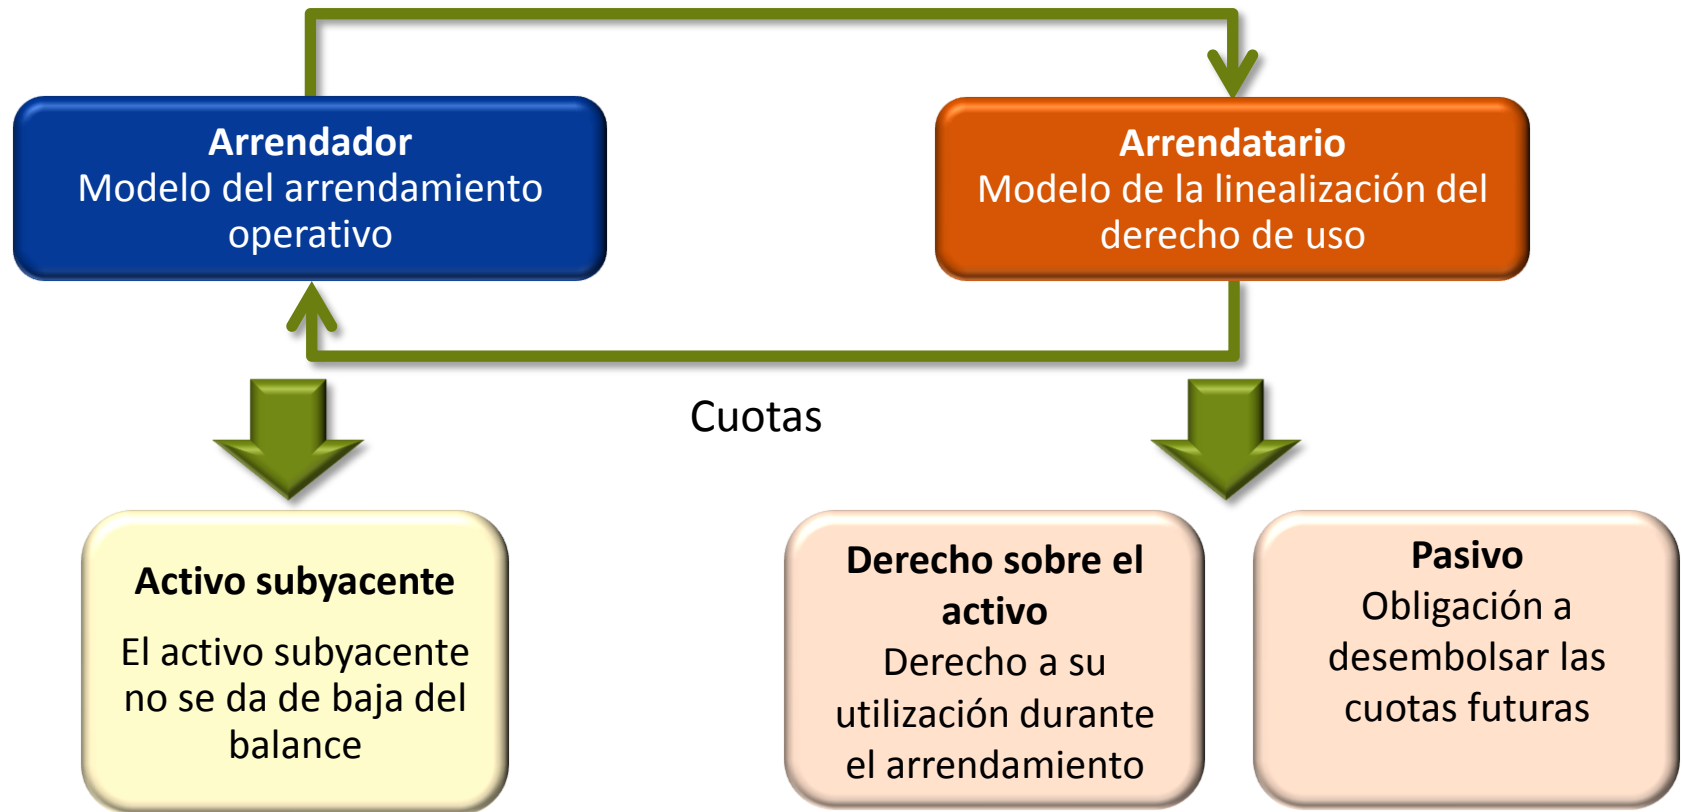 Arrendador
Modelo del arrendamiento
operativo
Arrendatario
Modelo de la linealización del
derecho de uso
Cuotas
Activo subyacente
El activo subyacente
no se da de baja del
balance
Derecho sobre el
activo
Derecho a su
utilización durante
el arrendamiento
Pasivo
Obligación a
desembolsar las
cuotas futuras